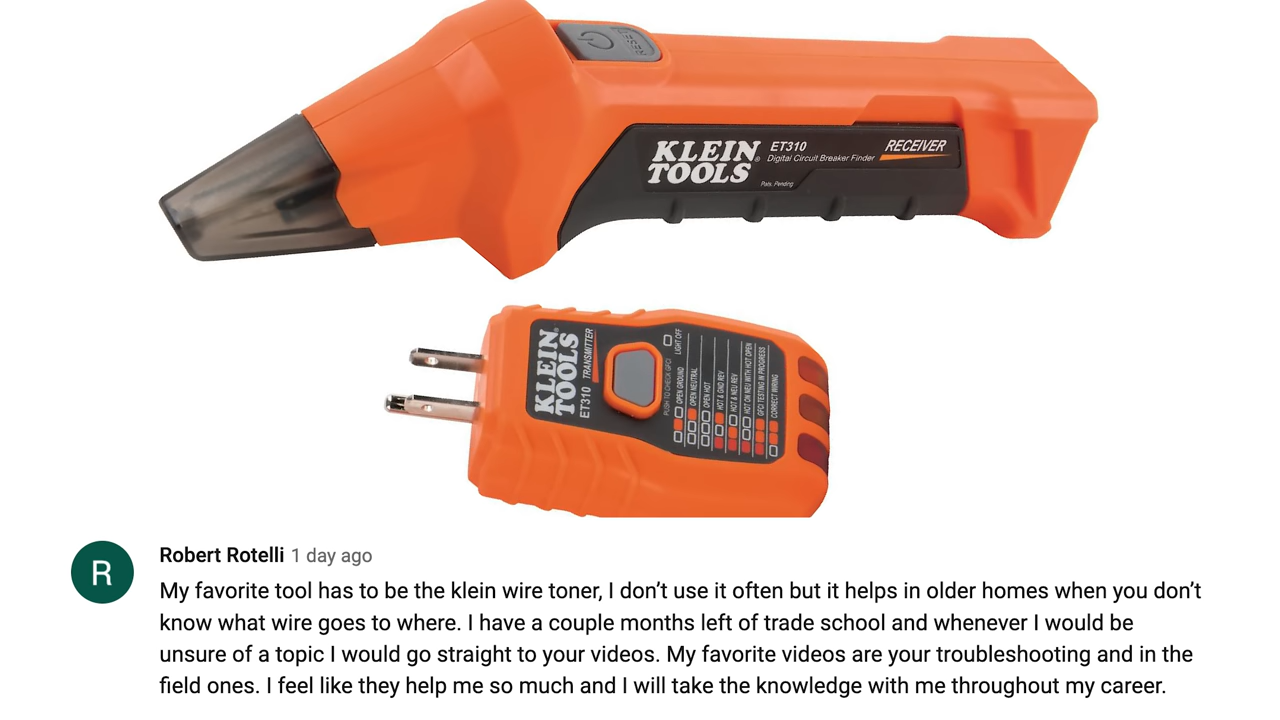 RESET
KLEIN
TOOLS®
ET310
Digital Circuit Breaker Finder
RECEIVER
Pats. Pending
KLEIN
TOOLS®
ET310 TRANSMITTER
PUSH TO CHECK GFCI
LIGHT OFF
OPEN GROUND
OPEN NEUTRAL
OPEN HOT
HOT & GND REV
HOT & NEU REV
HOT ON NEU WITH HOT OPEN
GFCI TESTING IN PROGRESS
CORRECT WIRING
R
Robert Rotelli 1 day ago
My favorite tool has to be the klein wire toner, I don’t use it often but it helps in older homes when you don’t
know what wire goes to where. I have a couple months left of trade school and whenever I would be
unsure of a topic I would go straight to your videos. My favorite videos are your troubleshooting and in the
field ones. I feel like they help me so much and I will take the knowledge with me throughout my career.